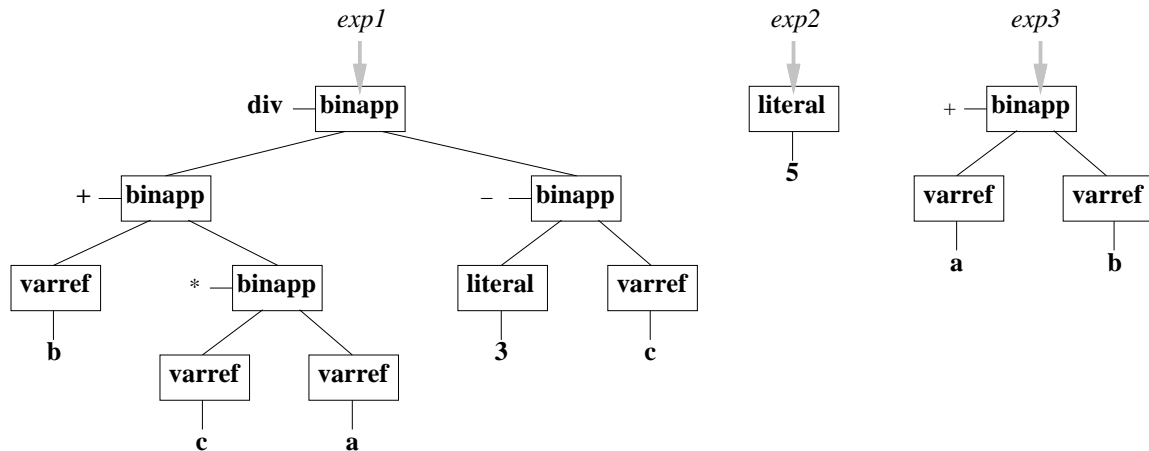 exp1 exp2 exp3
div binapp literal + binapp
5
+ binapp − binapp varref varref
a b
varref * binapp literal varref
b 3 c
varref varref
c a